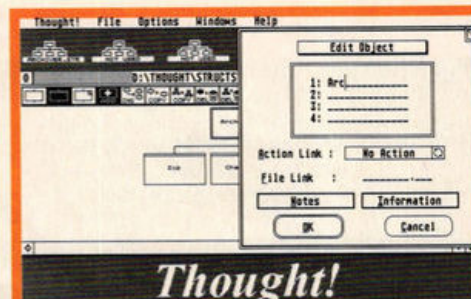 Thought! File Options Windows Help
D:\THOUGHT\STRUCTS
Edit Object
1: Arc
2:
3:
4:
Action Link : No Action
File Link : .
Notes Information
OK Cancel
Thought!